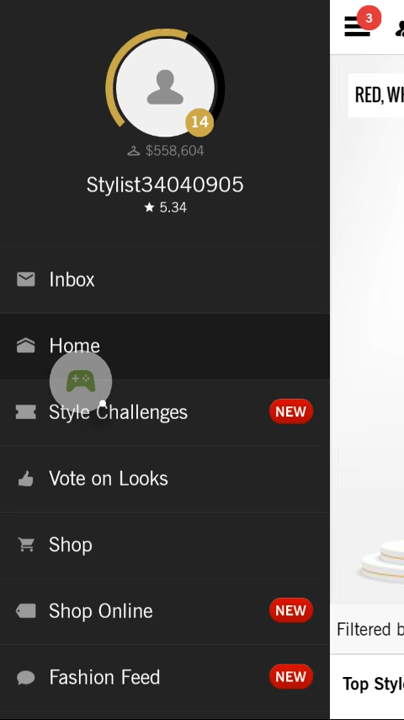 3
RED, WH
14
$558,604
Stylist34040905
★ 5.34
Inbox
Home
Style Challenges NEW
Vote on Looks
Shop
Shop Online NEW
Fashion Feed NEW
Filtered b
Top Styl